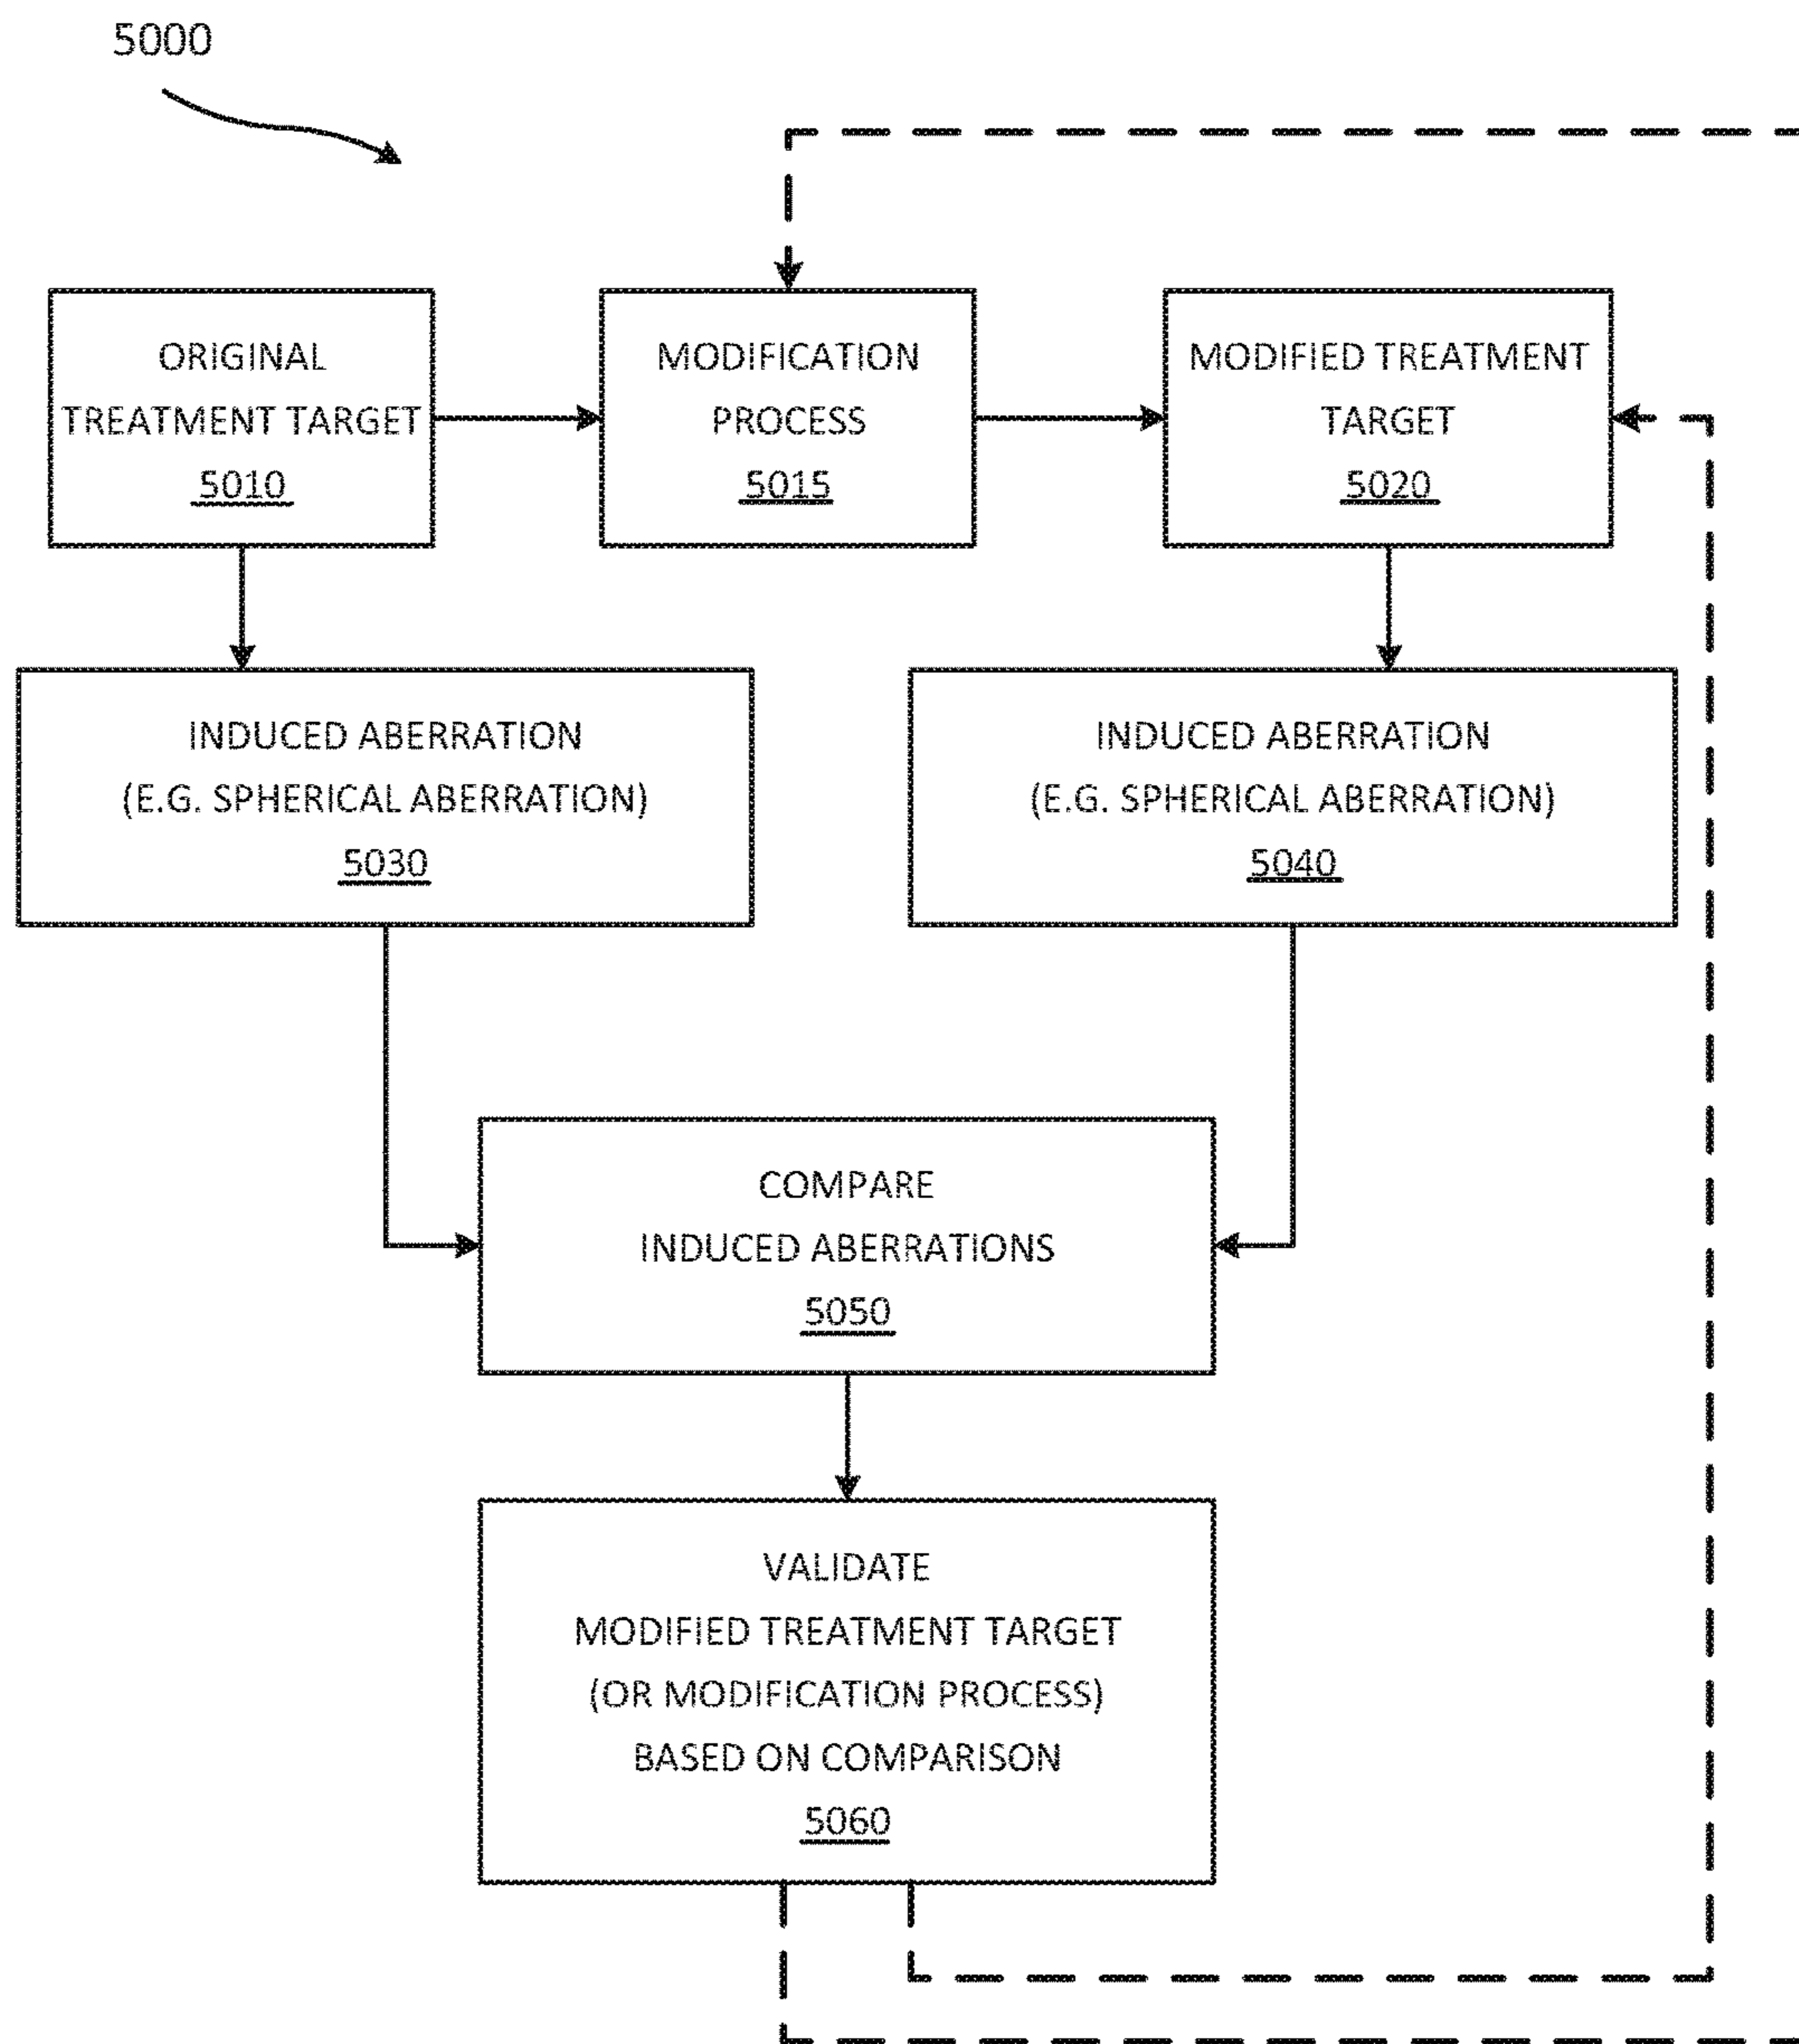 5000
ORIGINAL
TREATMENT TARGET
5010
MODIFICATION
PROCESS
5015
MODIFIED TREATMENT
TARGET
5020
INDUCED ABERRATION
(E.G. SPHERICAL ABERRATION)
5030
INDUCED ABERRATION
(E.G. SPHERICAL ABERRATION)
5040
COMPARE
INDUCED ABERRATIONS
5050
VALIDATE
MODIFIED TREATMENT TARGET
(OR MODIFICATION PROCESS)
BASED ON COMPARISON
5060